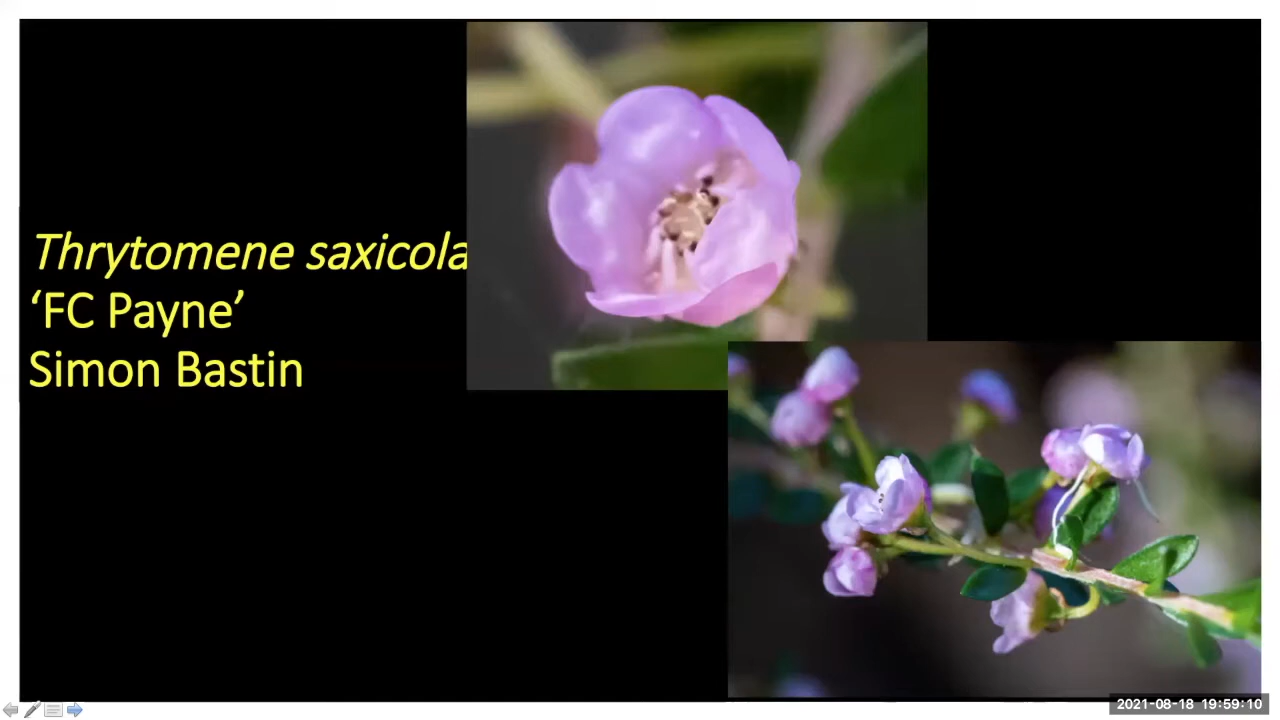 Thrytomene saxicola
‘FC Payne’
Simon Bastin
2021-08-18 19:59:10